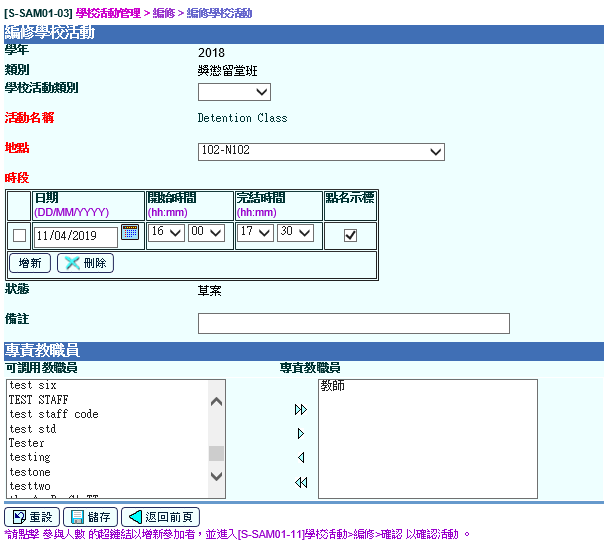 [S-SAM01-03] 學校活動管理 > 編修 > 編修學校活動
編修學校活動
學年 2018
類別 獎懲留堂班
學校活動類別
活動名稱 Detention Class
地點 102-N102
時段
日期 開始時間 完結時間 點名示標
(DD/MM/YYYY) (hh:mm) (hh:mm)
11/04/2019 16 00 17 30
增新 刪除
狀態 草案
備註
專責教職員
可調用教職員 專責教職員
test six 教師
TEST STAFF
test staff code
test std
Tester
testing
testone
testtwo
重設 儲存 返回前頁
*請點擊 參與人數 的超鏈結以增新參加者，並進入[S-SAM01-11]學校活動>編修>確認 以確認活動 。